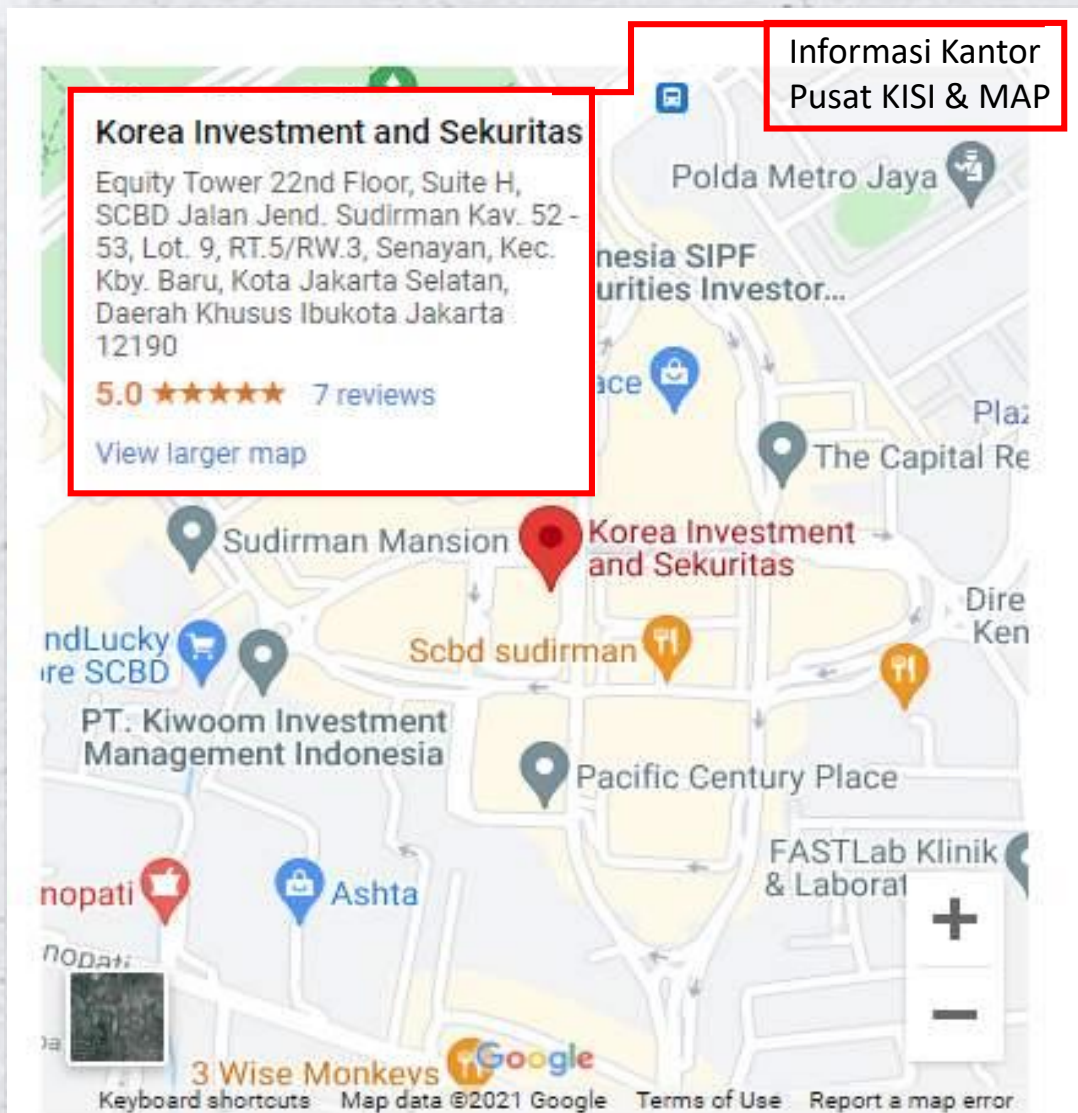 Informasi Kantor
Pusat KISI & MAP
Korea Investment and Sekuritas
Equity Tower 22nd Floor, Suite H,
SCBD Jalan Jend. Sudirman Kav. 52 -
53, Lot. 9, RT.5/RW.3, Senayan, Kec.
Kby. Baru, Kota Jakarta Selatan,
Daerah Khusus Ibukota Jakarta
12190
5.0 ★★★★★ 7 reviews
View larger map
Polda Metro Jaya
nesia SIPF
urities Investor...
ace
Plaz
The Capital Re
Sudirman Mansion
Korea Investment
and Sekuritas
Dire
Ken
ndLucky
re SCBD
Scbd sudirman
PT. Kiwoom Investment
Management Indonesia
Pacific Century Place
FASTLab Klinik
& Laborat
nopati
Ashta
nopati
3 Wise Monkeys
Google
Keyboard shortcuts Map data ©2021 Google Terms of Use Report a map error